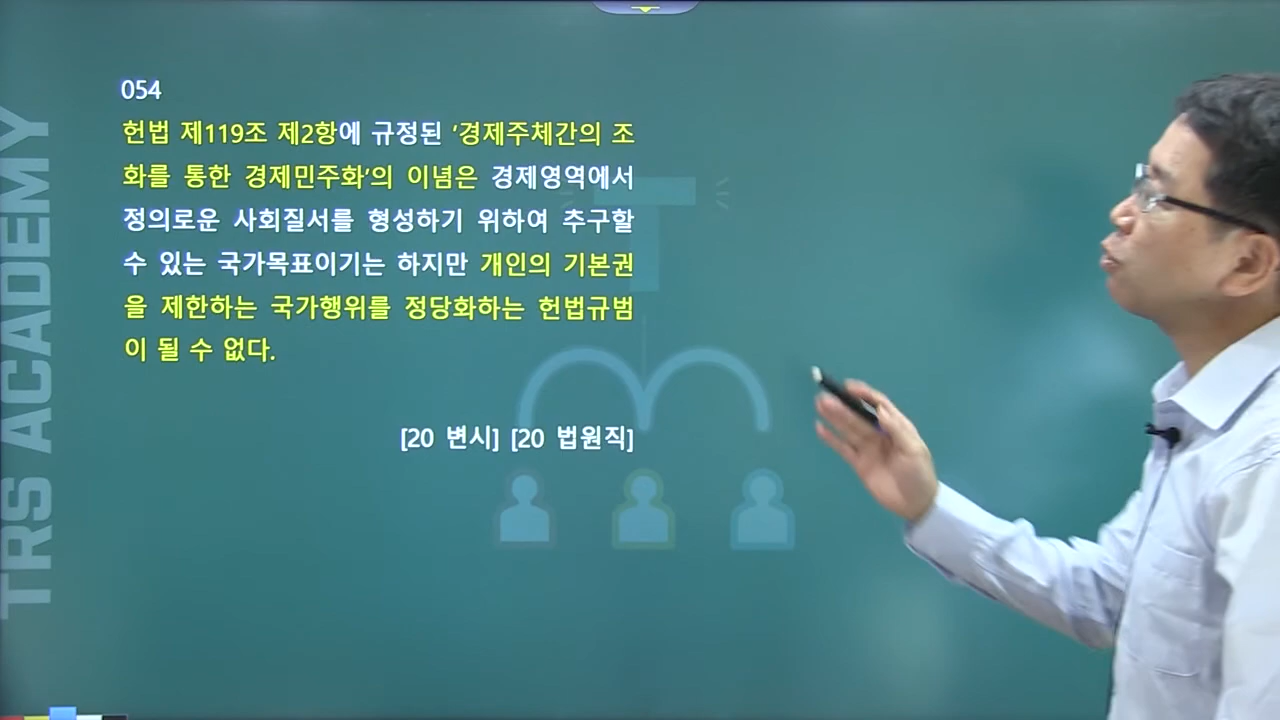 054
헌법 제119조 제2항에 규정된 '경제주체간의 조
화를 통한 경제민주화'의 이념은 경제영역에서
정의로운 사회질서를 형성하기 위하여 추구할
수 있는 국가목표이기는 하지만 개인의 기본권
을 제한하는 국가행위를 정당화하는 헌법규범
이 될 수 없다.
[20 변시] [20 법원직]
TRS ACADEMY